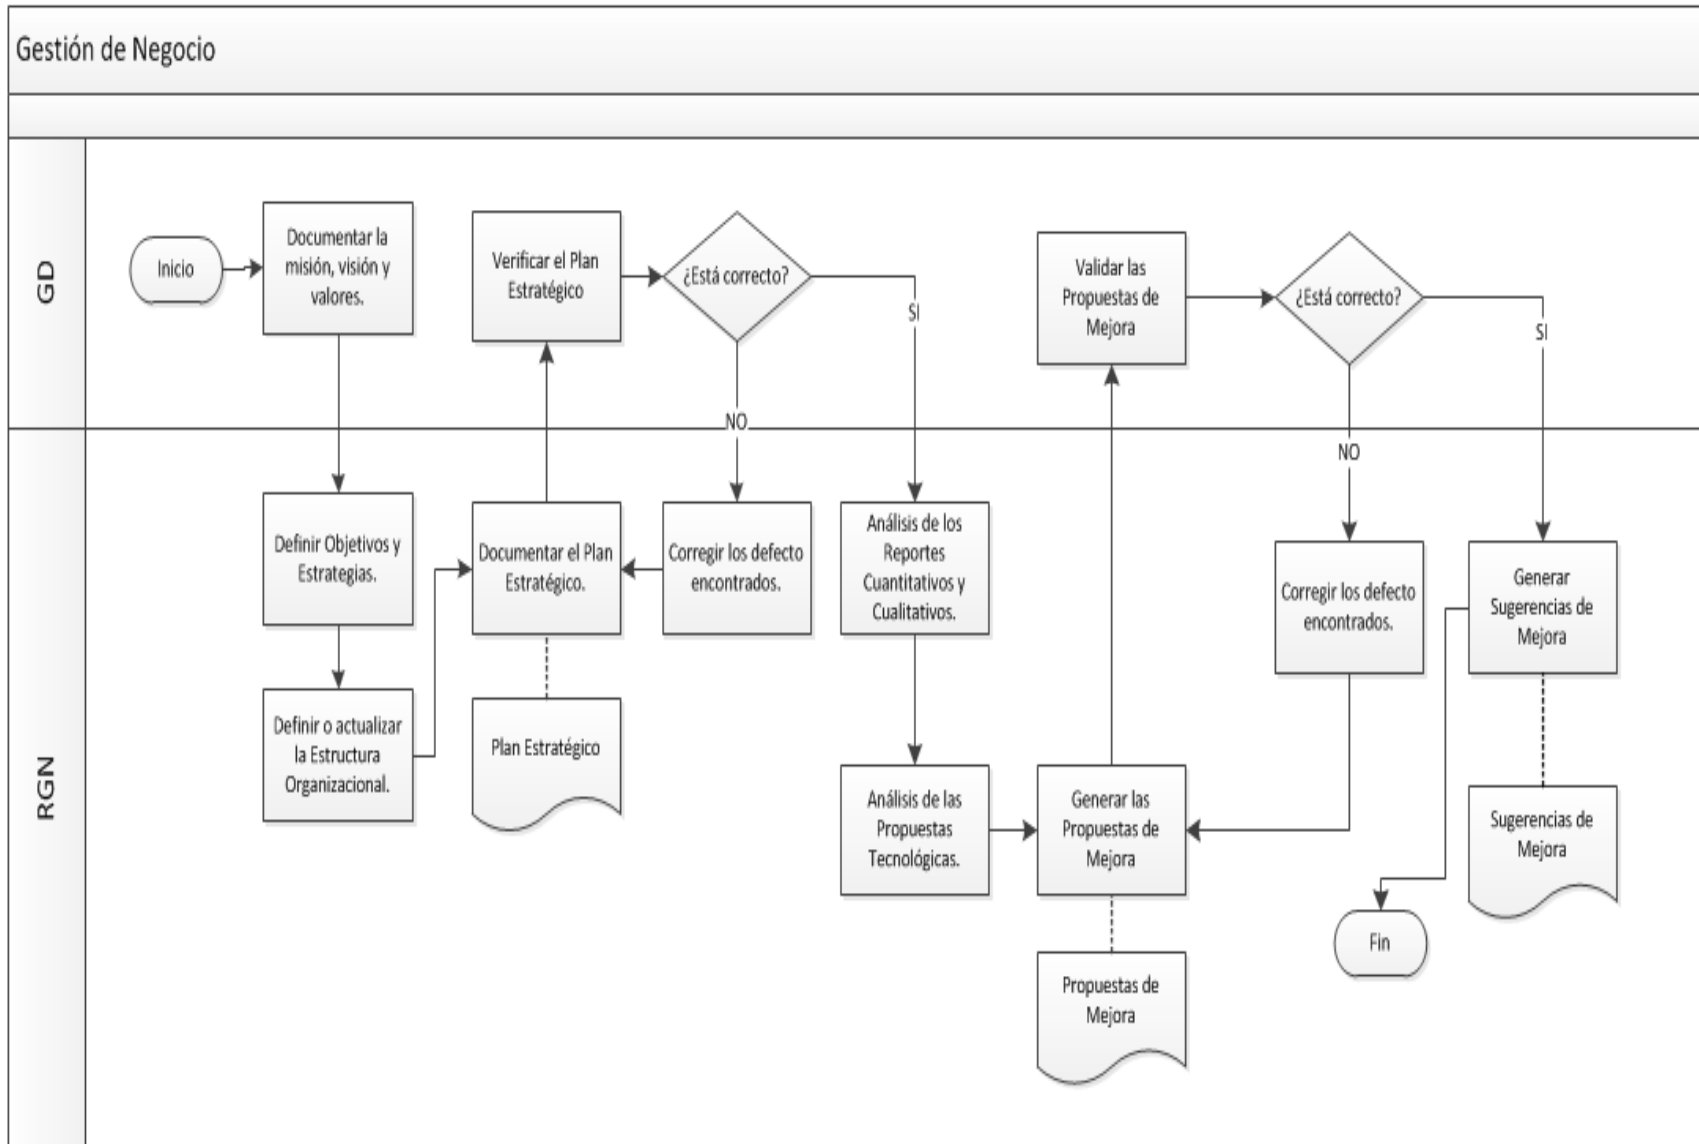 Gestión de Negocio
GD
Inicio
Documentar la
misión, visión y
valores.
Verificar el Plan
Estratégico
¿Está correcto?
SI
NO
Validar las
Propuestas de
Mejora
¿Está correcto?
SI
NO
RGN
Definir Objetivos y
Estrategias.
Definir o actualizar
la Estructura
Organizacional.
Documentar el Plan
Estratégico.
Plan Estratégico
Corregir los defecto
encontrados.
Análisis de los
Reportes
Cuantitativos y
Cualitativos.
Análisis de las
Propuestas
Tecnológicas.
Generar las
Propuestas de
Mejora
Propuestas de
Mejora
Corregir los defecto
encontrados.
Generar
Sugerencias de
Mejora
Sugerencias de
Mejora
Fin